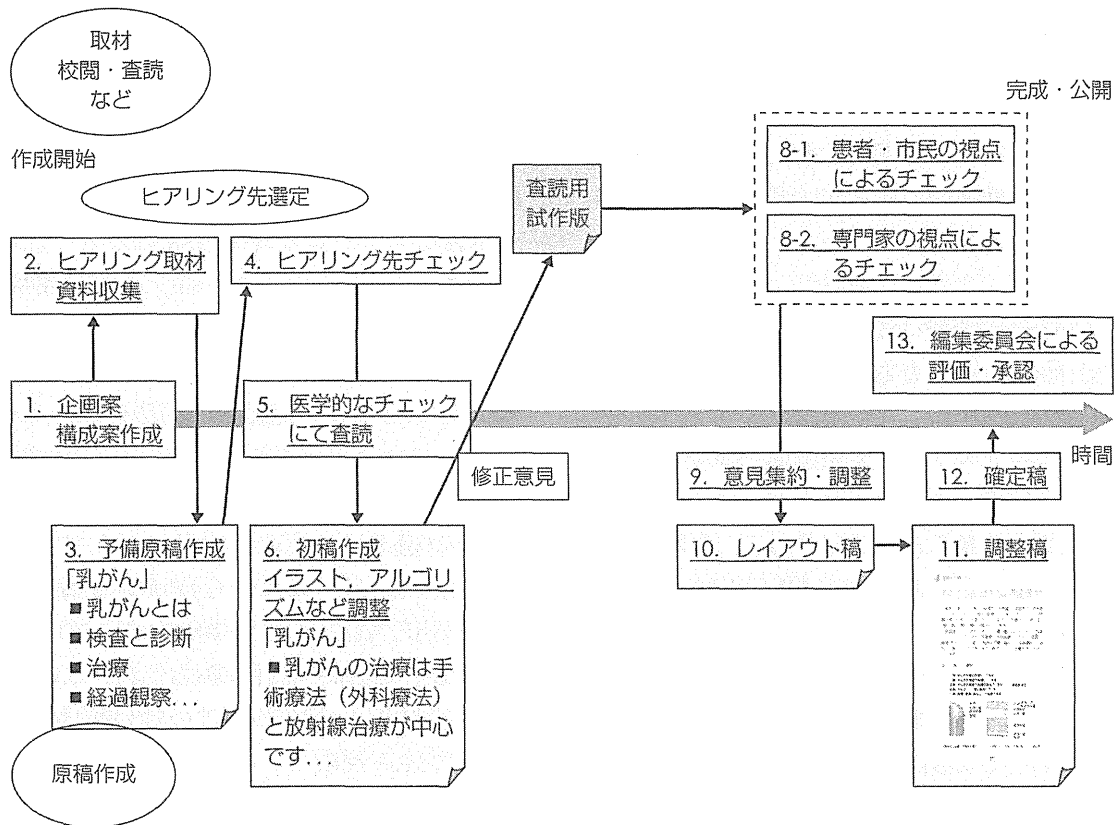 取材
校閲・査読
など
完成・公開
作成開始
ヒアリング先選定
査読用
試作版
8-1. 患者・市民の視点
によるチェック
8-2. 専門家の視点によ
るチェック
2. ヒアリング取材
資料収集
4. ヒアリング先チェック
13. 編集委員会による
評価・承認
1. 企画案
構成案作成
5. 医学的なチェック
にて査読
時間
修正意見
9. 意見集約・調整
12. 確定稿
3. 予備原稿作成
「乳がん」
■乳がんとは
■検査と診断
■治療
■経過観察...
6. 初稿作成
イラスト，アルゴリ
ズムなど調整
「乳がん」
■乳がんの治療は手
術療法（外科療法）
と放射線治療が中心
です...
10. レイアウト稿
11. 調整稿
原稿作成